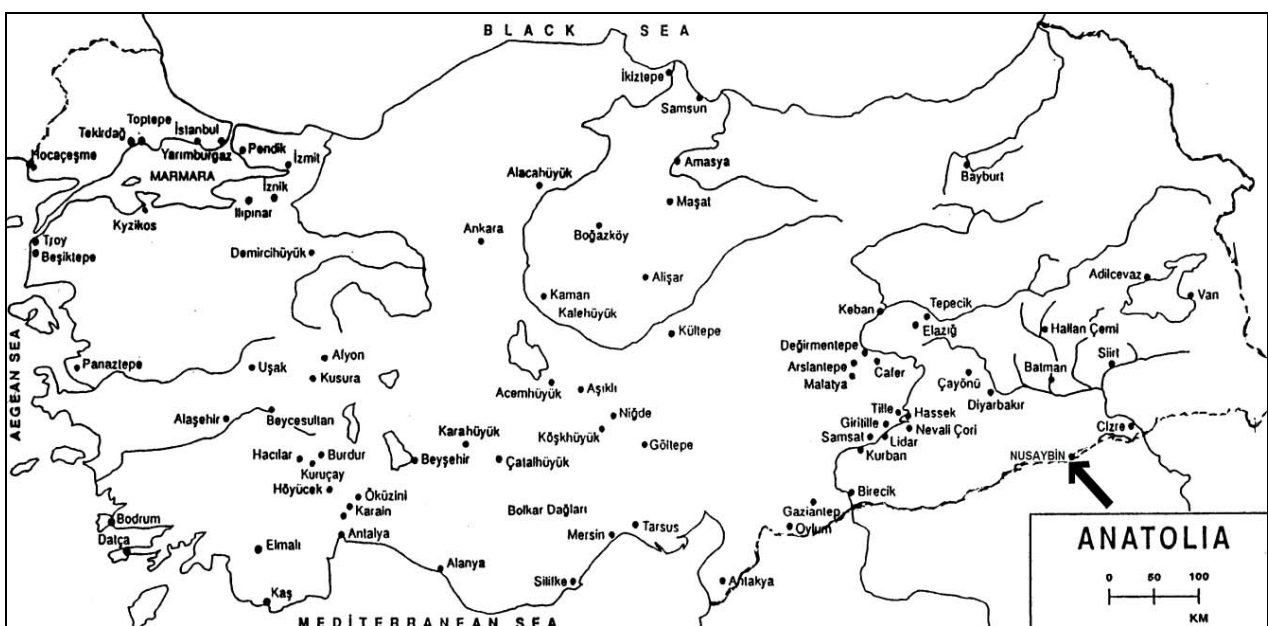 BLACK SEA
İkiztepe
Samsun
Toptepe
Tekirdağ
İstanbul
Yarımburgaz
Pendik
İzmit
Hocaçeşme
MARMARA
İznik
Ilıpınar
Kyzikos
Amasya
Bayburt
Alacahüyük
Maşat
Ankara
Boğazköy
Troy
Beşiktepe
Demircihüyük
Alişar
Adilcevaz
Van
Kaman
Kalehüyük
Keban
Tepecik
Elazığ
Hallan Çemi
Kültepe
AEGEAN SEA
Panaztepe
Uşak
Alyon
Kusura
Değirmentepe
Arslantepe
Malatya
Cafer
Çayönü
Batman
Siirt
Diyarbakır
Acemhüyük
Aşıklı
Alaşehir
Beycesultan
Niğde
Köşkhüyük
Göltepe
Karahüyük
Tille
Hassek
Giritille
Nevali Çori
Samsat
Lidar
Kurban
Cizre
NUSAYBİN
Hacılar
Burdur
Kuruçay
Beyşehir
Çatalhüyük
Höyücek
Öküzini
Karain
Bolkar Dağları
Birecik
Gaziantep
Oylum
Bodrum
Datça
Elmalı
Antalya
Mersin
Tarsus
Alanya
Silifke
Antakya
Kaş
MEDİTERRANEAN SEA
ANATOLIA
0 50 100
KM